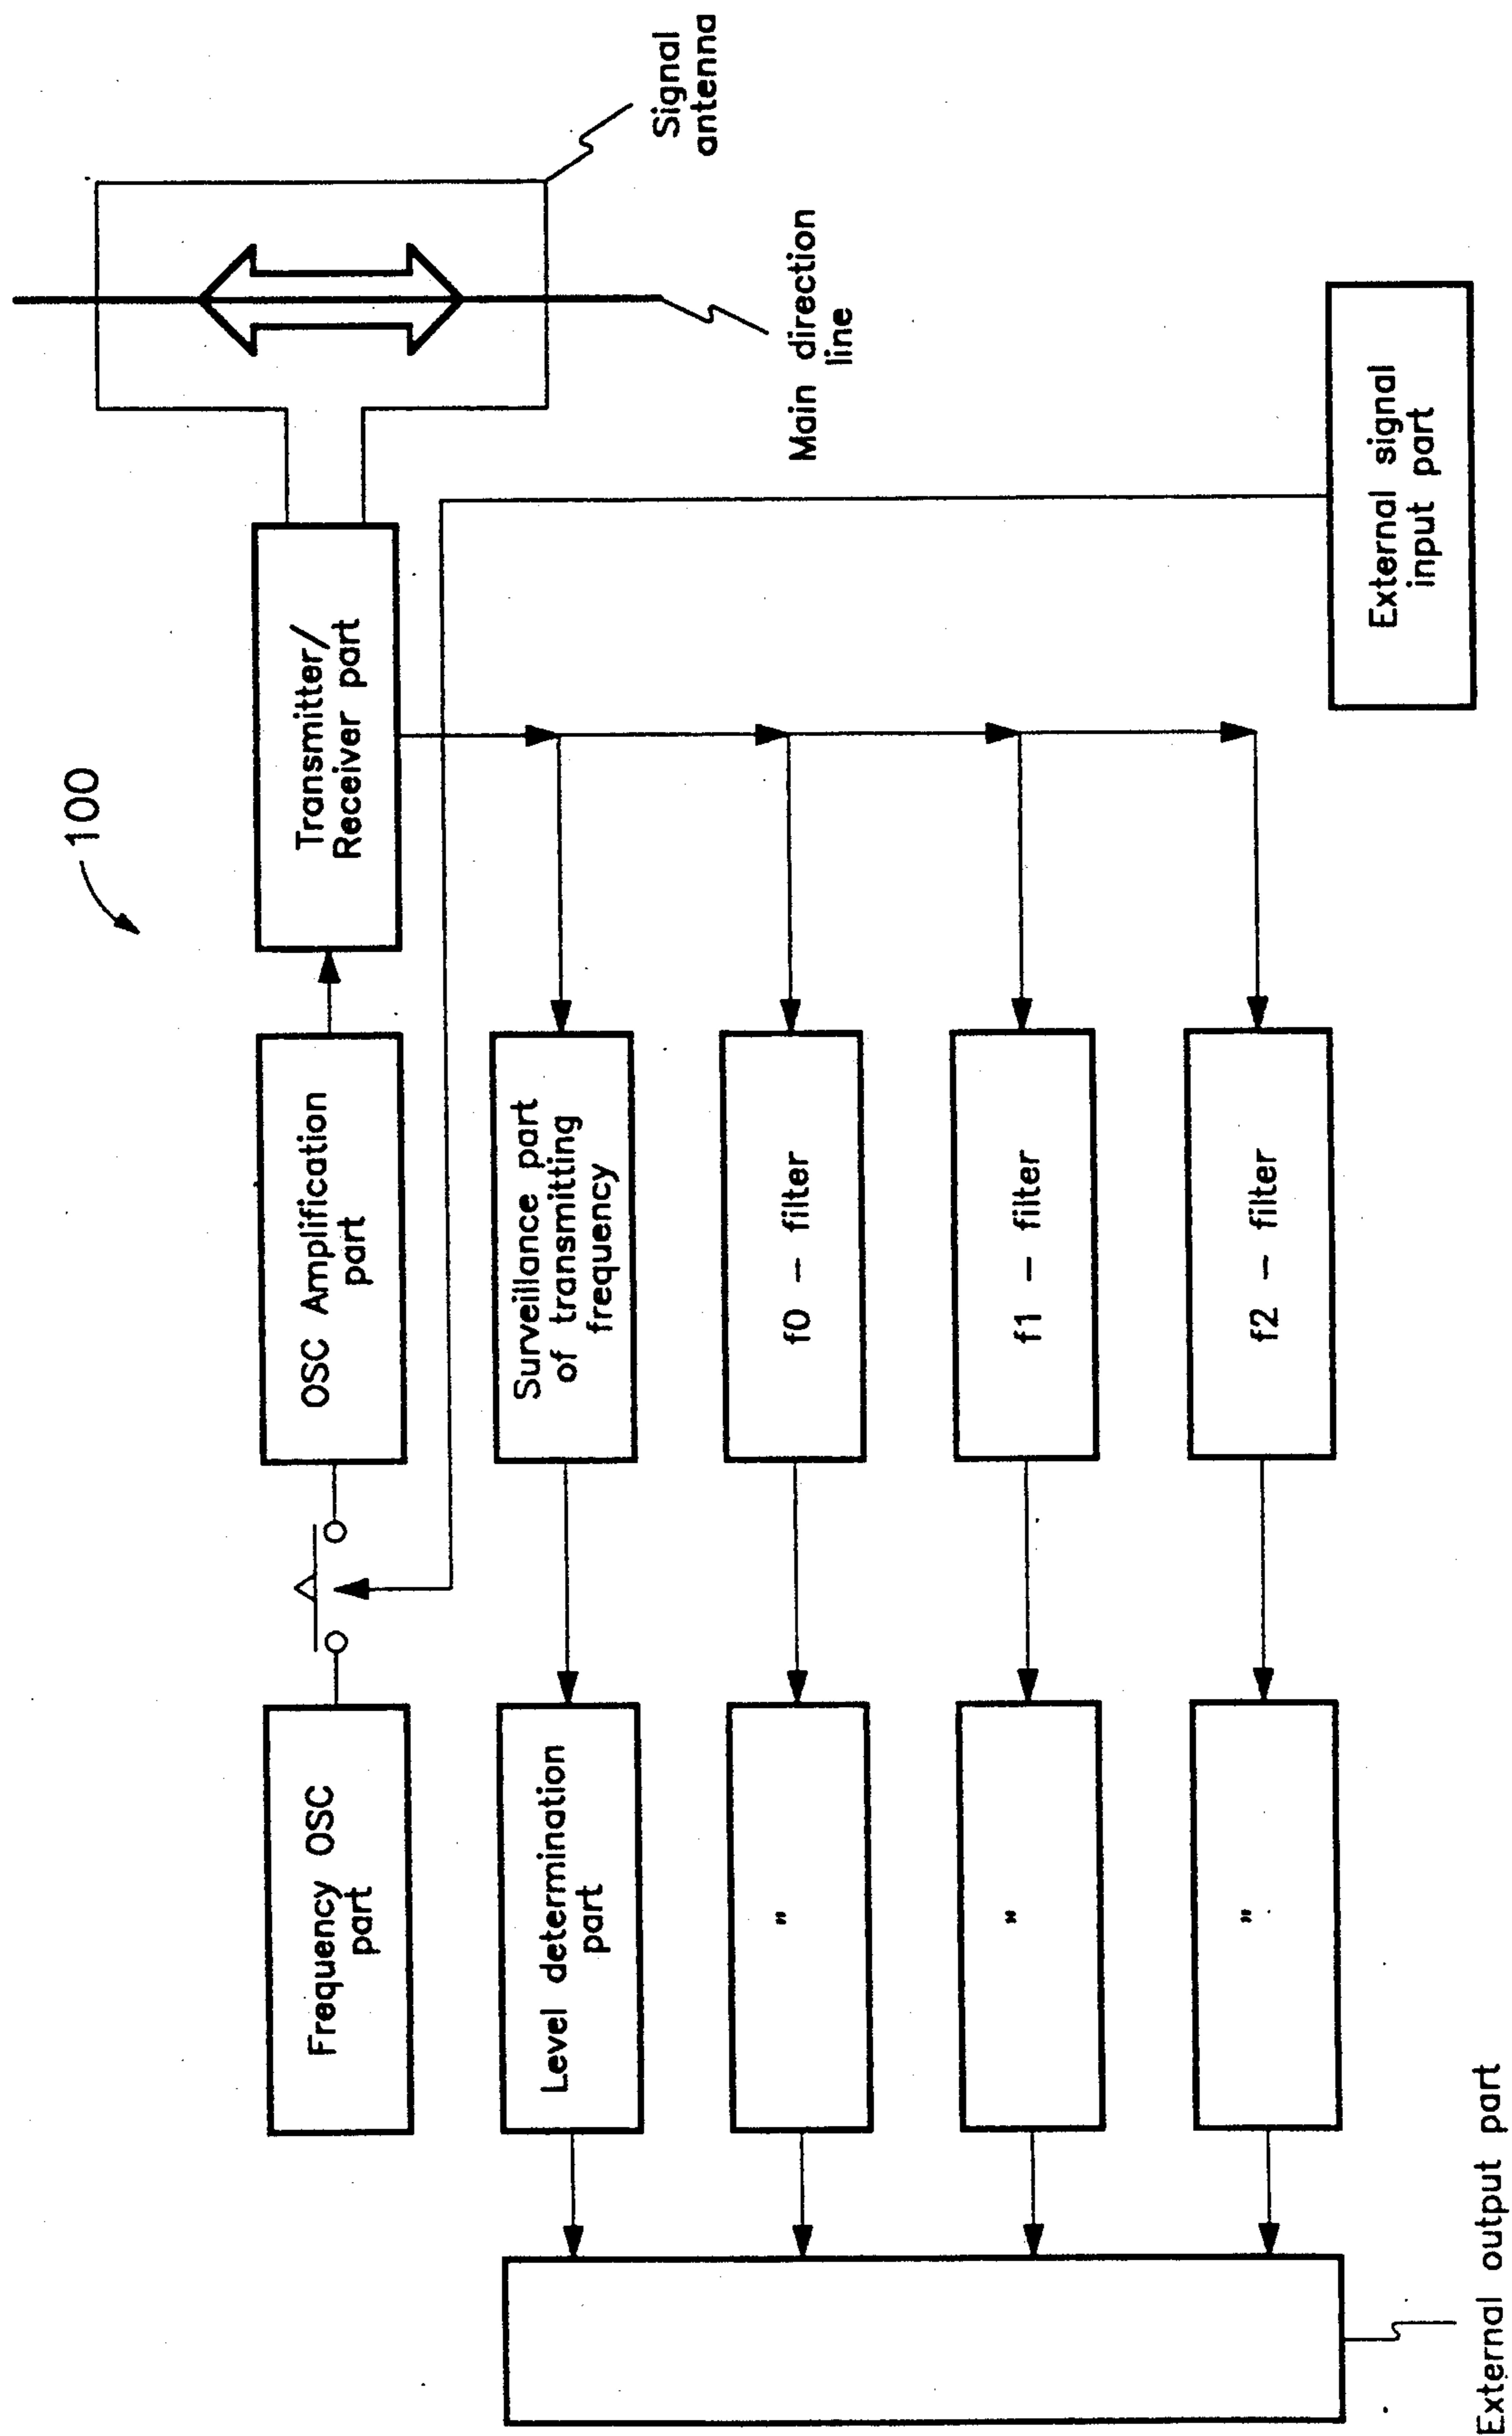 100
Signal
antenna
Main direction
line
Frequency OSC
part
OSC Amplification
part
Transmitter/
Receiver part
Level determination
part
Surveillance part
of transmitting
frequency
"
f0 – filter
"
f1 – filter
"
f2 – filter
External signal
input part
External output part